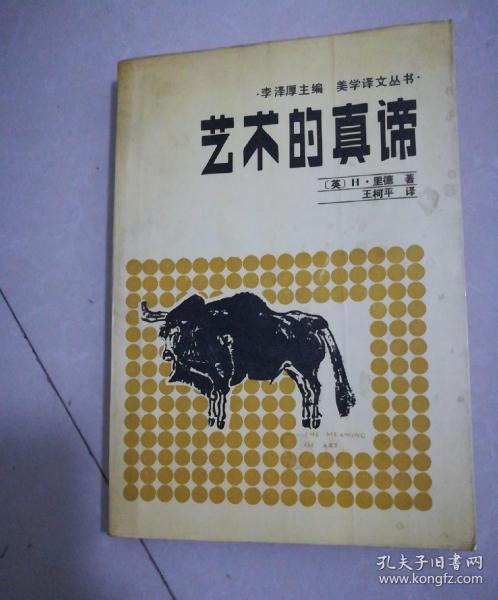 ·李泽厚主编 美学译文丛书·
艺术的真谛
〔英〕H·里德 著
王柯平 译
THE MEANING
OF ART
孔夫子旧书网
www.kongfz.com